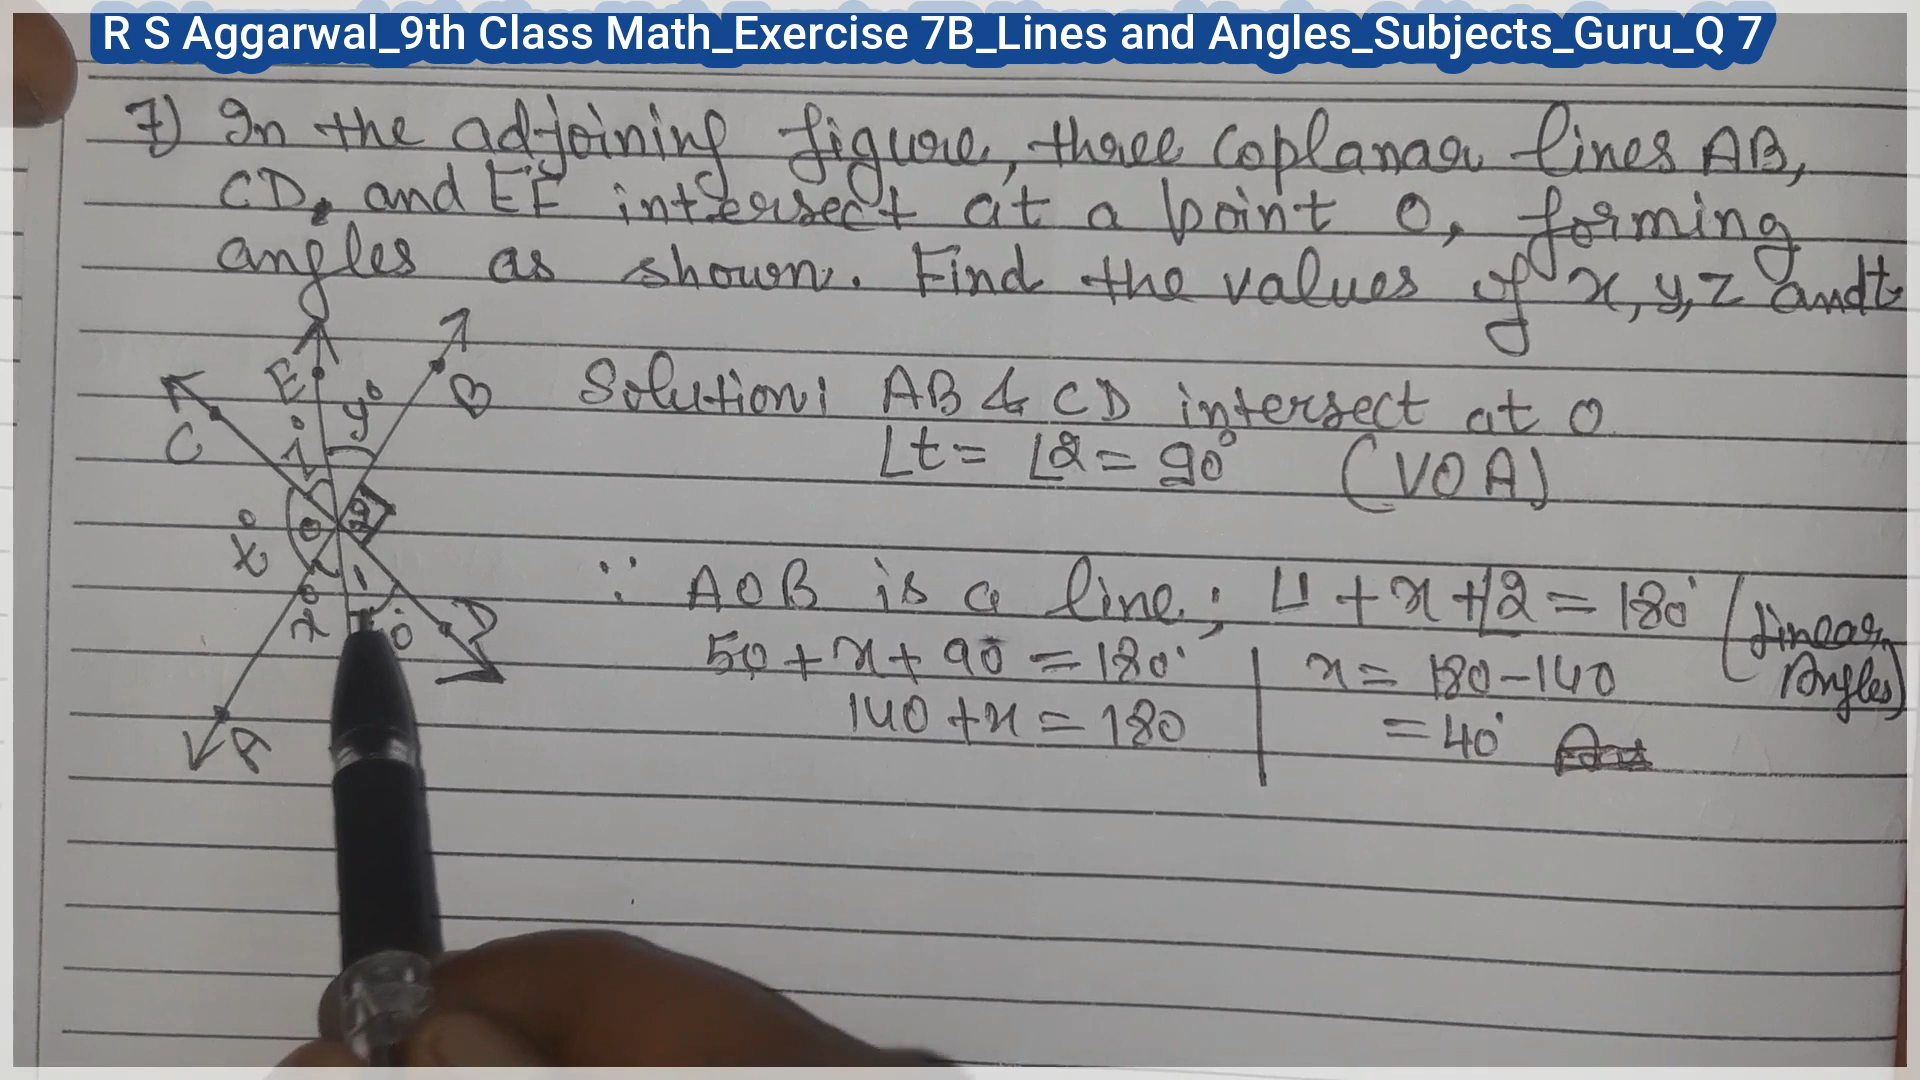 R S Aggarwal_9th Class Math_Exercise 7B_Lines and Angles_Subjects_Guru_Q 7
7) In the adjoining figure, three coplanar lines AB,
CD, and EF intersect at a point O, forming
angles as shown. Find the values of x, y, z and t.
E
y°
B
C
Solution: AB & CD intersect at O
∠t = ∠2 = 90° (VOA)
z°
2
t°
1
x°
D
A
∵ AOB is a line; ∠1 + x + ∠2 = 180° (Linear Angles)
50 + x + 90 = 180°
x = 180 - 140
140 + x = 180
= 40°